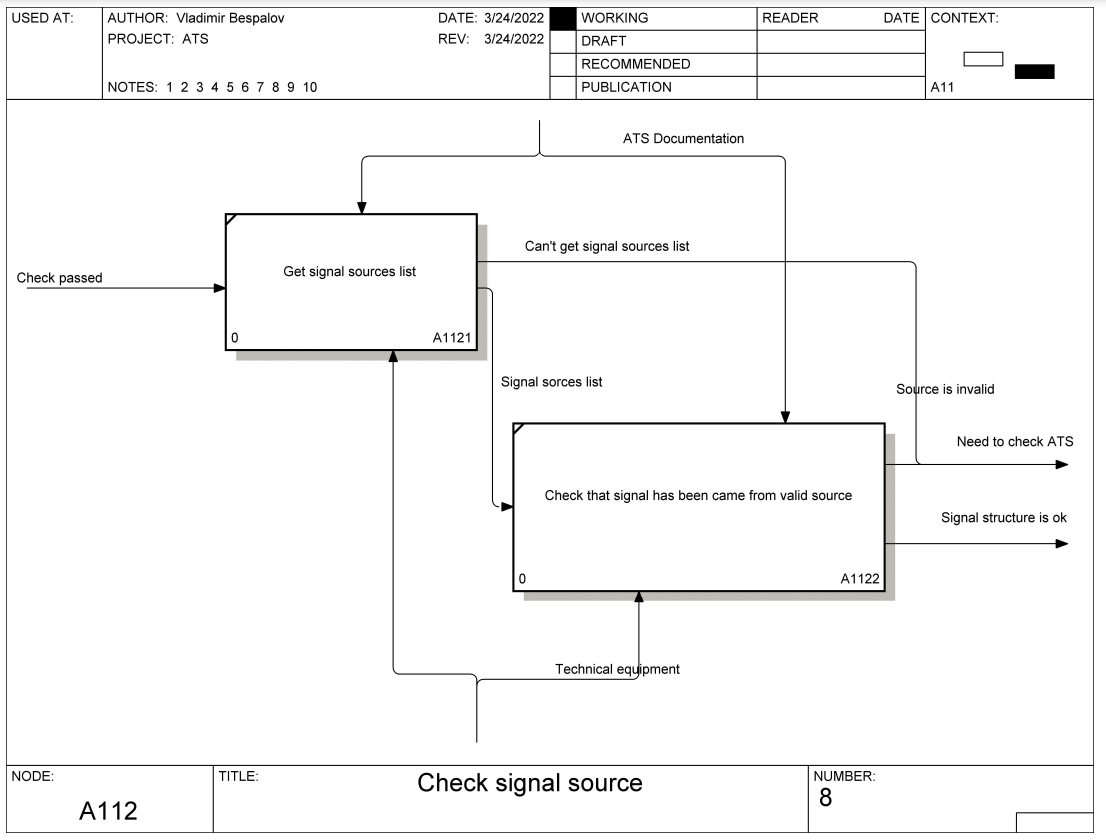 USED AT:
AUTHOR: Vladimir Bespalov
DATE: 3/24/2022
PROJECT: ATS
REV: 3/24/2022
NOTES: 1 2 3 4 5 6 7 8 9 10
WORKING
DRAFT
RECOMMENDED
PUBLICATION
READER DATE
CONTEXT:
A11
ATS Documentation
Can't get signal sources list
Check passed
Get signal sources list
0 A1121
Signal sorces list
Source is invalid
Need to check ATS
Check that signal has been came from valid source
Signal structure is ok
0 A1122
Technical equipment
NODE:
A112
TITLE:
Check signal source
NUMBER:
8